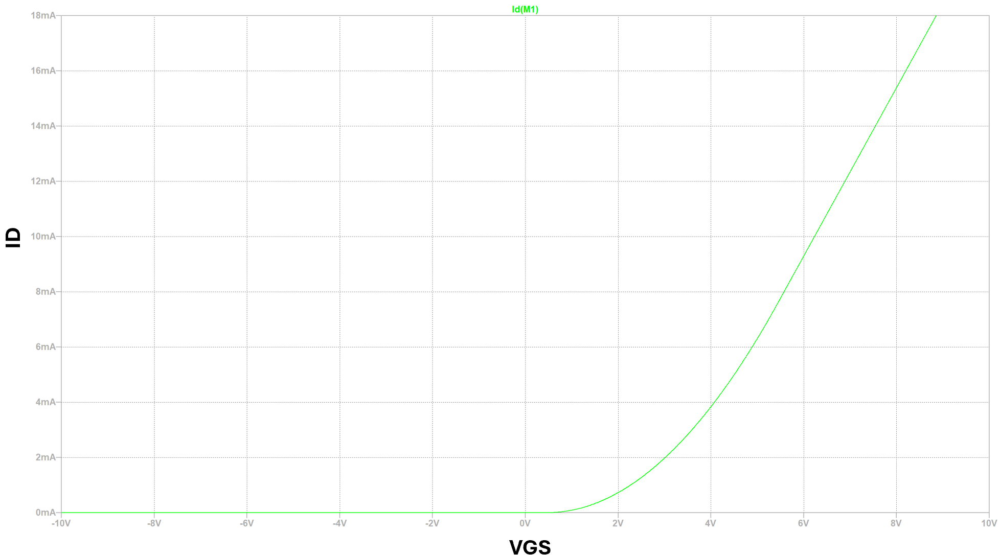 Id(M1)
18mA
16mA
14mA
12mA
10mA
8mA
6mA
4mA
2mA
0mA
ID
-10V -8V -6V -4V -2V 0V 2V 4V 6V 8V 10V
VGS